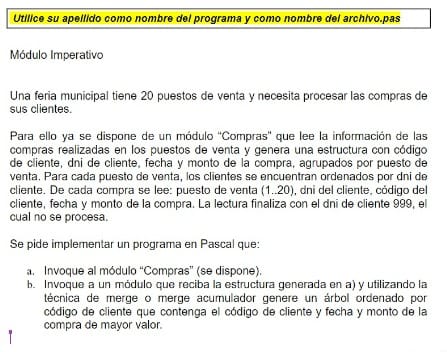 Utilice su apellido como nombre del programa y como nombre del archivo.pas
Módulo Imperativo
Una feria municipal tiene 20 puestos de venta y necesita procesar las compras de
sus clientes.
Para ello ya se dispone de un módulo “Compras” que lee la información de las
compras realizadas en los puestos de venta y genera una estructura con código
de cliente, dni de cliente, fecha y monto de la compra, agrupados por puesto de
venta. Para cada puesto de venta, los clientes se encuentran ordenados por dni de
cliente. De cada compra se lee: puesto de venta (1..20), dni del cliente, código del
cliente, fecha y monto de la compra. La lectura finaliza con el dni de cliente 999, el
cual no se procesa.
Se pide implementar un programa en Pascal que:
a. Invoque al módulo “Compras” (se dispone).
b. Invoque a un módulo que reciba la estructura generada en a) y utilizando la
técnica de merge o merge acumulador genere un árbol ordenado por
código de cliente que contenga el código de cliente y fecha y monto de la
compra de mayor valor.